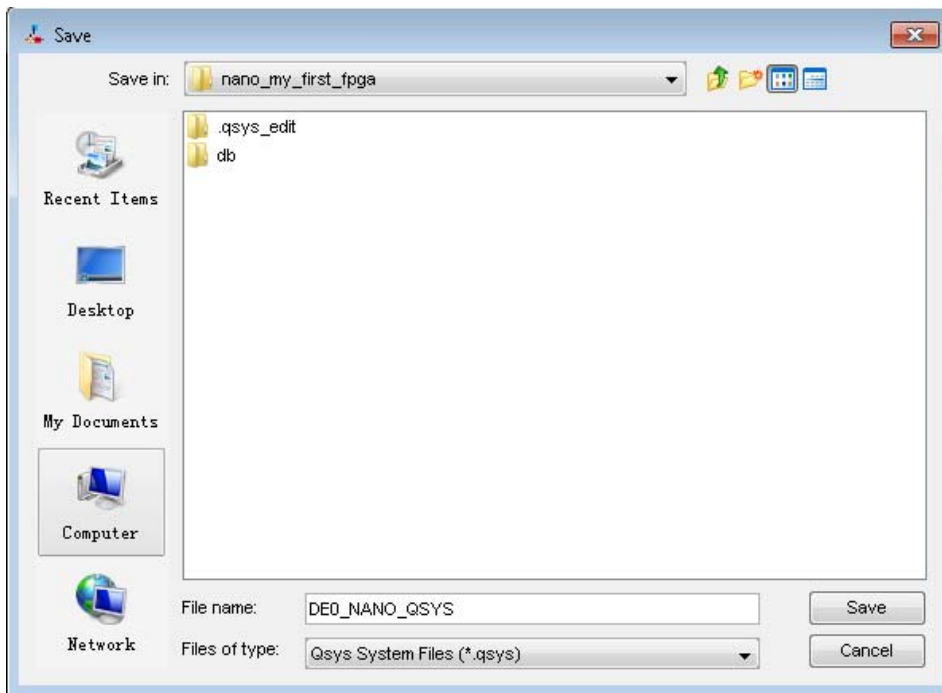 Save
Save in:
nano_my_first_fpga
.qsys_edit
db
Recent Items
Desktop
My Documents
Computer
Network
File name:
DE0_NANO_QSYS
Save
Files of type:
Qsys System Files (*.qsys)
Cancel